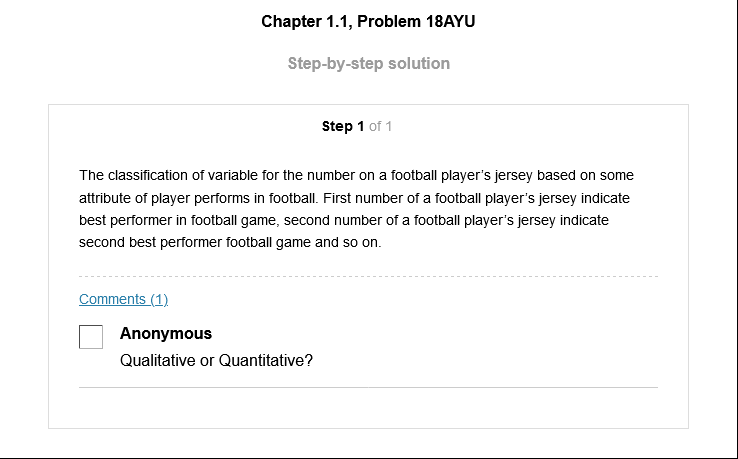 Chapter 1.1, Problem 18AYU
Step-by-step solution
Step 1 of 1
The classification of variable for the number on a football player's jersey based on some
attribute of player performs in football. First number of a football player's jersey indicate
best performer in football game, second number of a football player's jersey indicate
second best performer football game and so on.
Comments (1)
Anonymous
Qualitative or Quantitative?